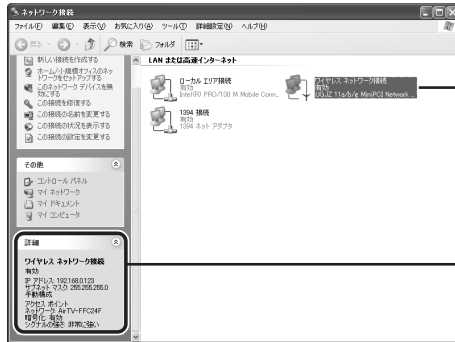 ネットワーク接続
ファイル(F) 編集(E) 表示(V) お気に入り(A) ツール(T) 詳細設定(N) ヘルプ(H)
戻る 検索 フォルダ
新しい接続を作成する
ホーム/小規模オフィスのネットワークをセットアップする
このネットワーク デバイスを無効にする
この接続を修復する
この接続の名前を変更する
この接続の状況を表示する
この接続の設定を変更する
その他
コントロール パネル
マイ ネットワーク
マイ ドキュメント
マイ コンピュータ
詳細
ワイヤレス ネットワーク接続
有効
IP アドレス: 192.168.0.123
サブネット マスク: 255.255.255.0
手動構成
アクセス ポイント
ネットワーク: AirTV-FFC24F
暗号化: 有効
シグナルの強さ: 非常に強い
LAN または高速インターネット
ローカル エリア接続
有効
Intel(R) PRO/100 M Mobile Conn...
ワイヤレス ネットワーク接続
有効
UGJZ 11a/b/g MiniPCI Network ...
1394 接続
有効
1394 ネット アダプタ